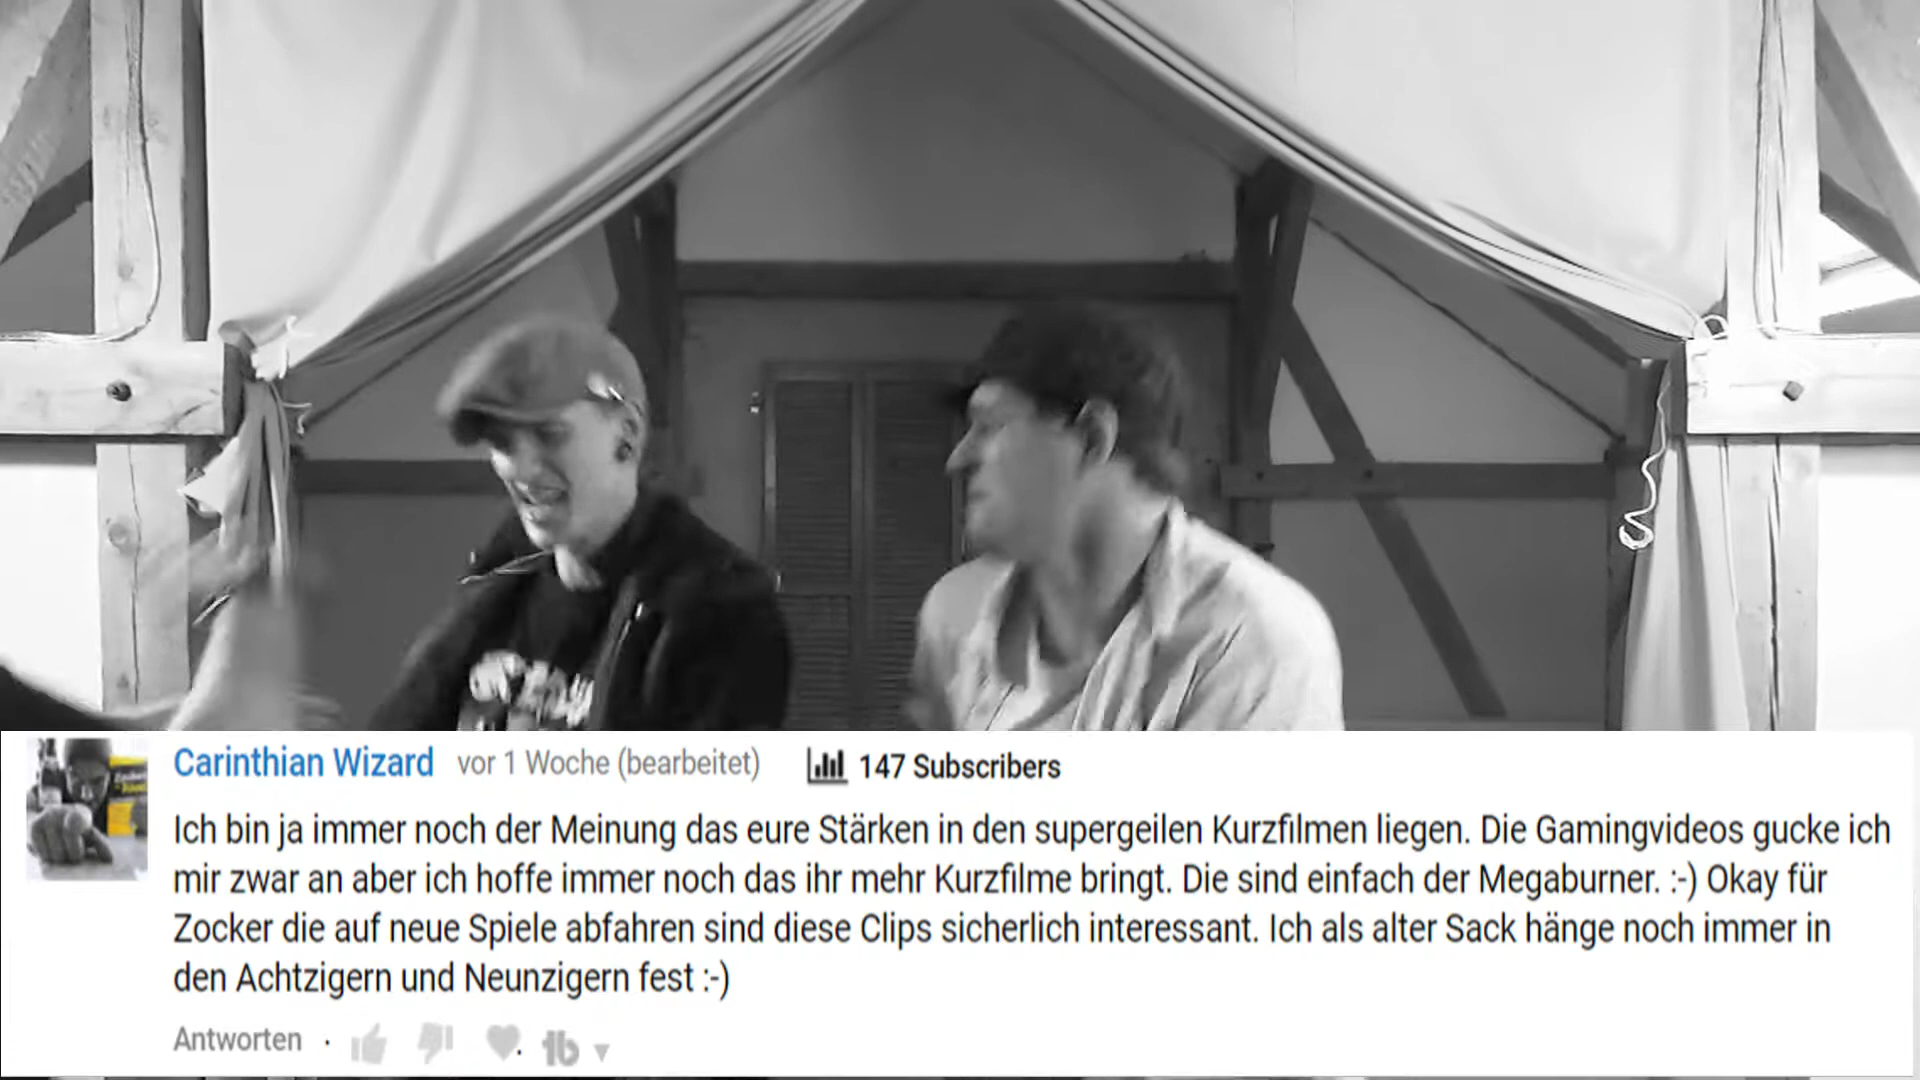 Carinthian Wizard vor 1 Woche (bearbeitet) 147 Subscribers
Ich bin ja immer noch der Meinung das eure Stärken in den supergeilen Kurzfilmen liegen. Die Gamingvideos gucke ich
mir zwar an aber ich hoffe immer noch das ihr mehr Kurzfilme bringt. Die sind einfach der Megaburner. :-) Okay für
Zocker die auf neue Spiele abfahren sind diese Clips sicherlich interessant. Ich als alter Sack hänge noch immer in
den Achtzigern und Neunzigern fest :-)
Antworten